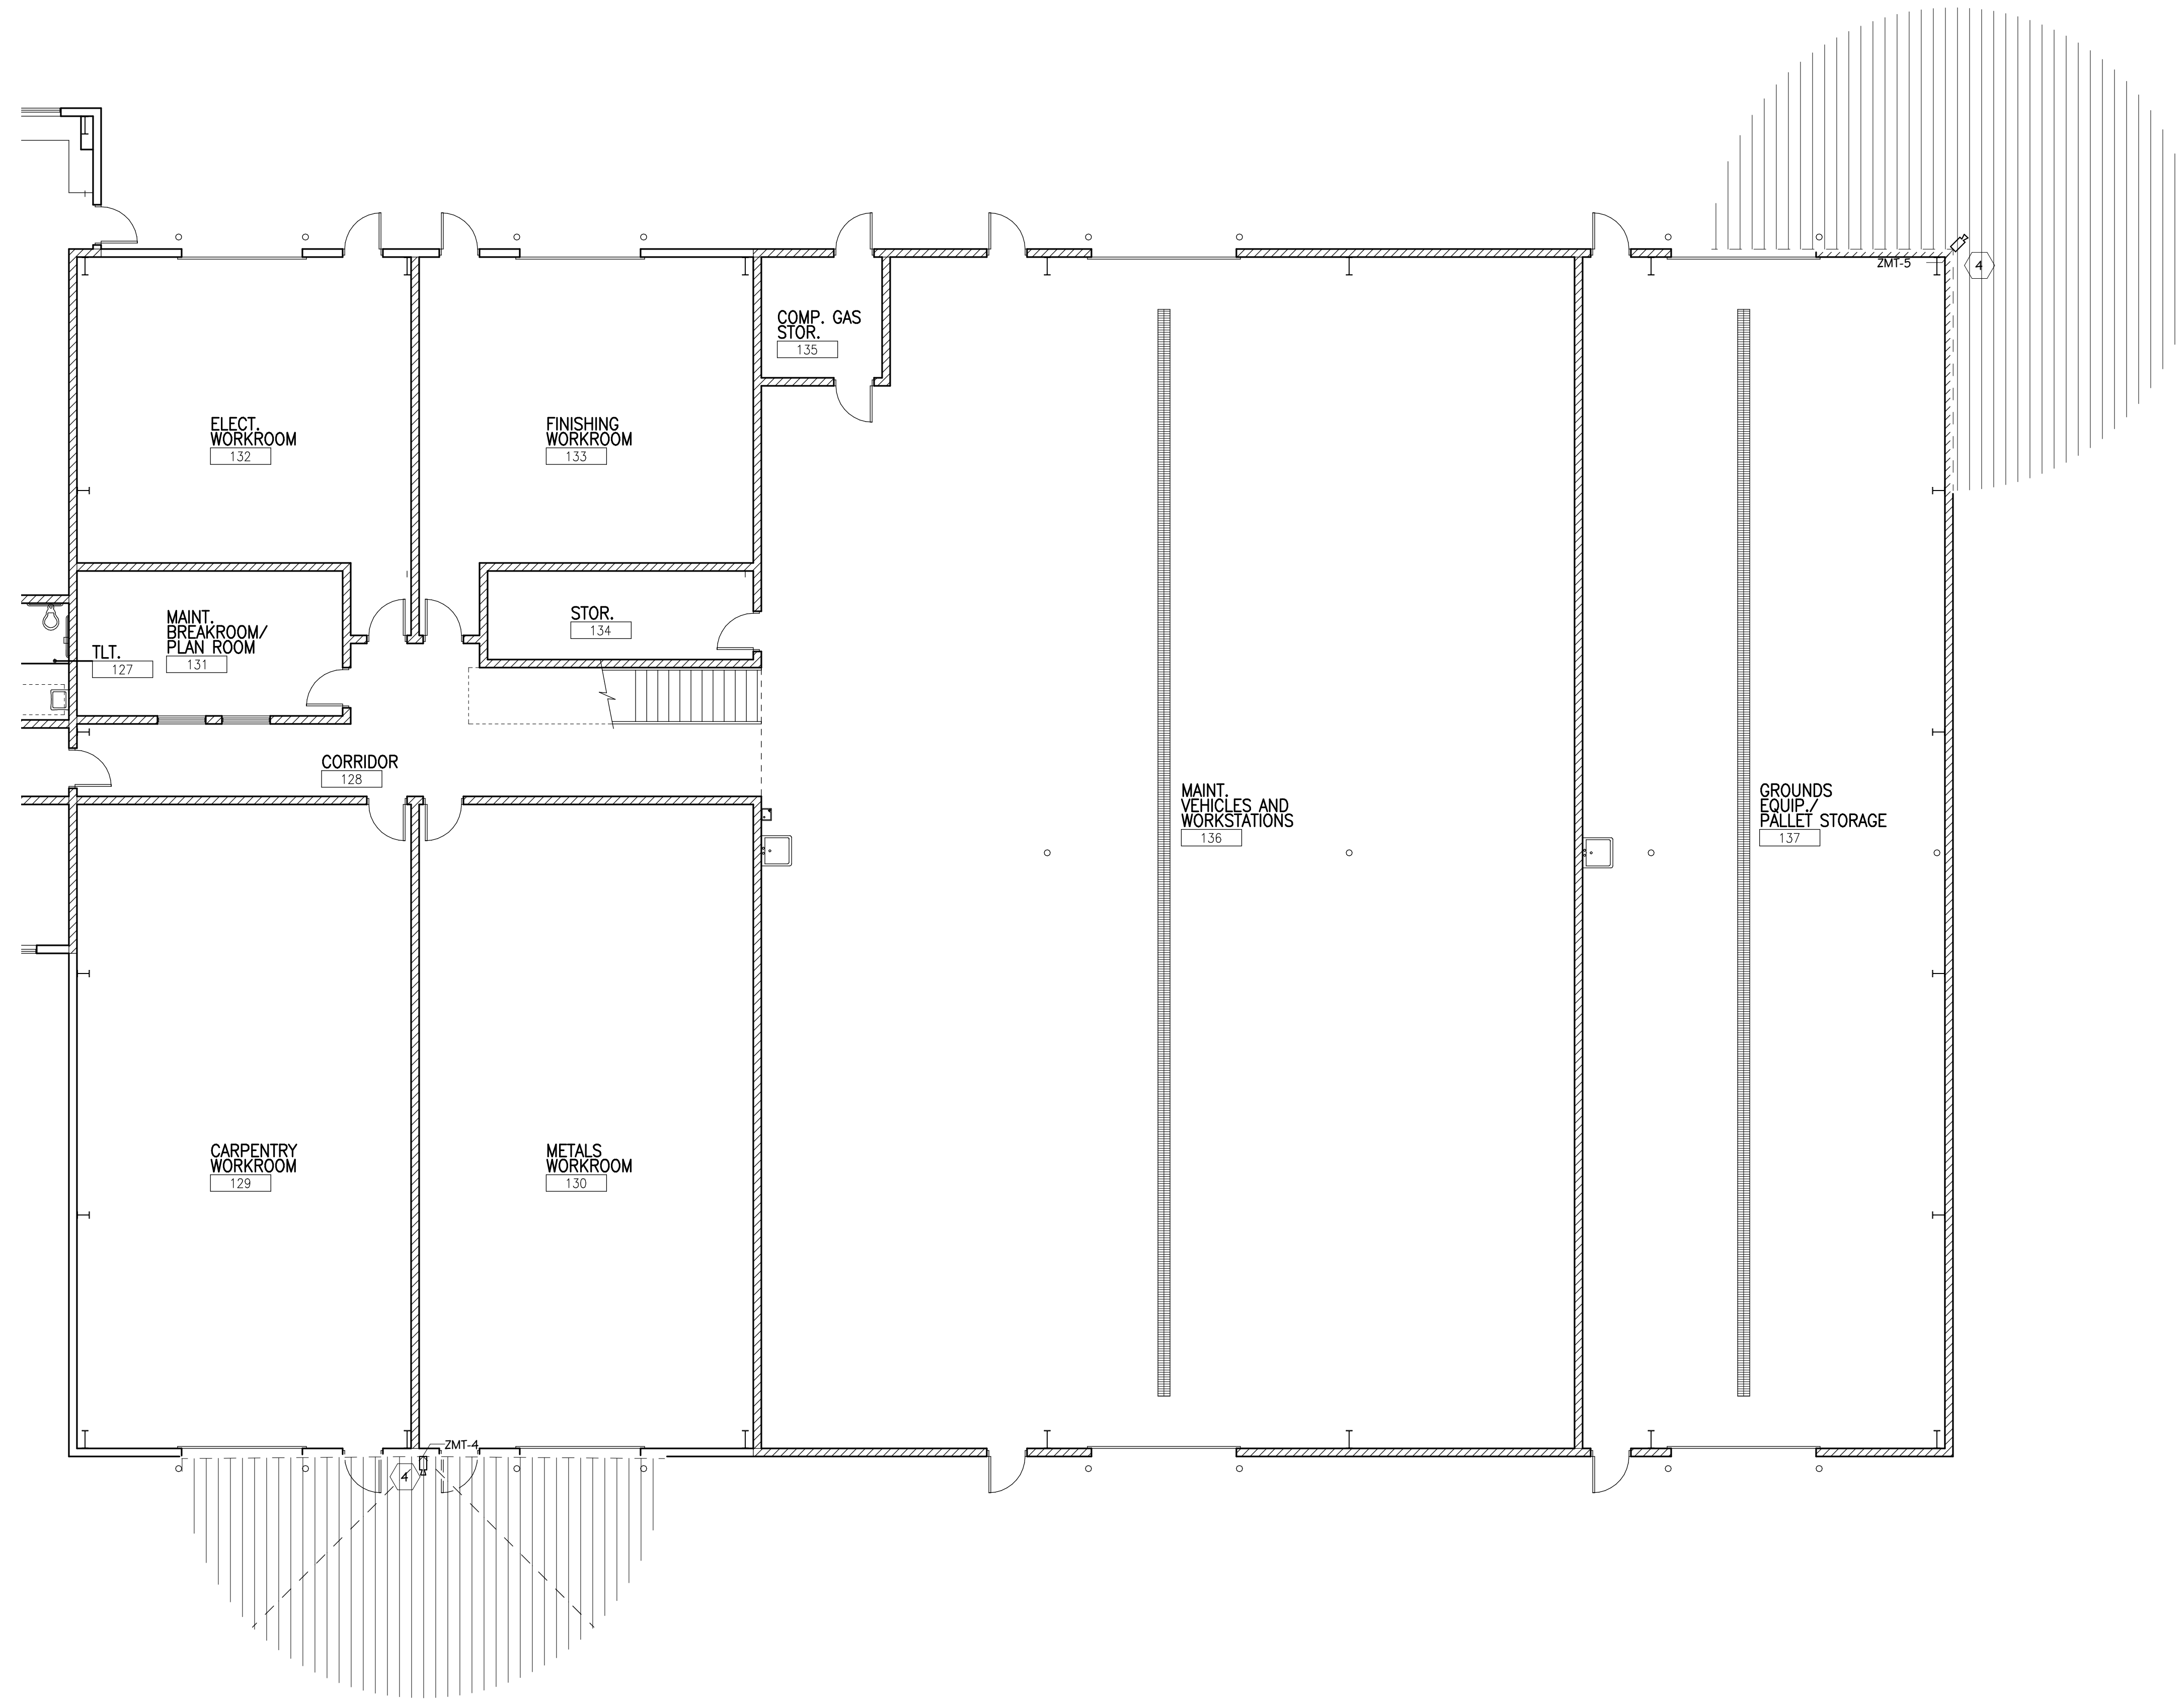 ZMT-5
4
COMP. GAS
STOR.
135
ELECT.
WORKROOM
132
FINISHING
WORKROOM
133
MAINT.
BREAKROOM/
PLAN ROOM
131
TLT.
127
STOR.
134
CORRIDOR
128
MAINT.
VEHICLES AND
WORKSTATIONS
136
GROUNDS
EQUIP./
PALLET STORAGE
137
CARPENTRY
WORKROOM
129
METALS
WORKROOM
130
ZMT-4
4